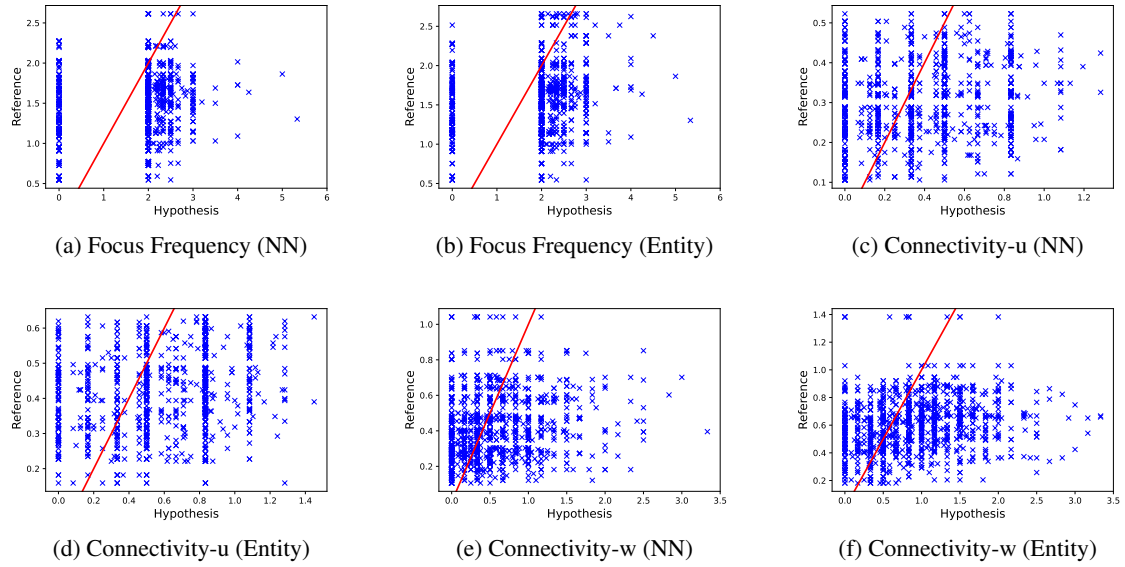 2.5
2.0
1.5
1.0
0.5
Reference
0 1 2 3 4 5 6
Hypothesis
(a) Focus Frequency (NN)
2.5
2.0
1.5
1.0
0.5
Reference
0 1 2 3 4 5 6
Hypothesis
(b) Focus Frequency (Entity)
0.5
0.4
0.3
0.2
0.1
Reference
0.0 0.2 0.4 0.6 0.8 1.0 1.2
Hypothesis
(c) Connectivity-u (NN)
0.6
0.5
0.4
0.3
0.2
Reference
0.0 0.2 0.4 0.6 0.8 1.0 1.2 1.4
Hypothesis
(d) Connectivity-u (Entity)
1.0
0.8
0.6
0.4
0.2
Reference
0.0 0.5 1.0 1.5 2.0 2.5 3.0 3.5
Hypothesis
(e) Connectivity-w (NN)
1.4
1.2
1.0
0.8
0.6
0.4
0.2
Reference
0.0 0.5 1.0 1.5 2.0 2.5 3.0 3.5
Hypothesis
(f) Connectivity-w (Entity)